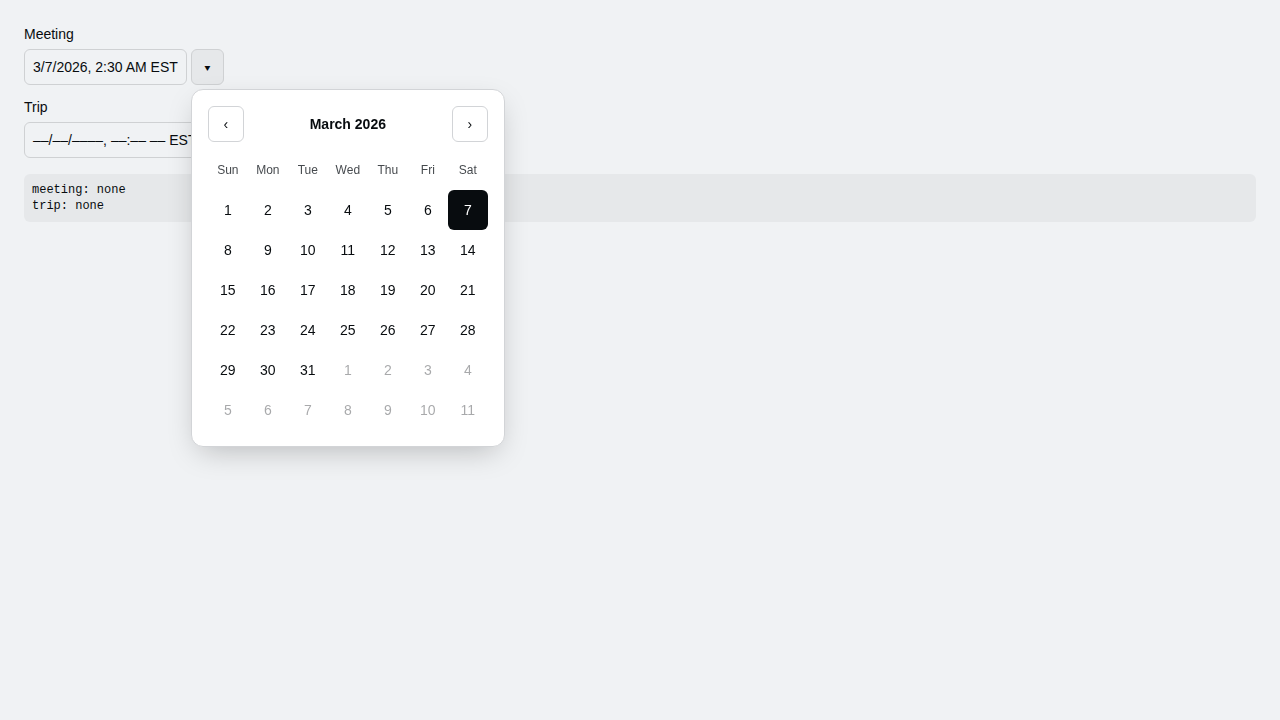 Meeting
3/7/2026, 2:30 AM EST ▾
Trip
––/––/––––, ––:–– –– EST
meeting: none
trip: none
‹ March 2026 ›
Sun Mon Tue Wed Thu Fri Sat
1 2 3 4 5 6 7
8 9 10 11 12 13 14
15 16 17 18 19 20 21
22 23 24 25 26 27 28
29 30 31 1 2 3 4
5 6 7 8 9 10 11